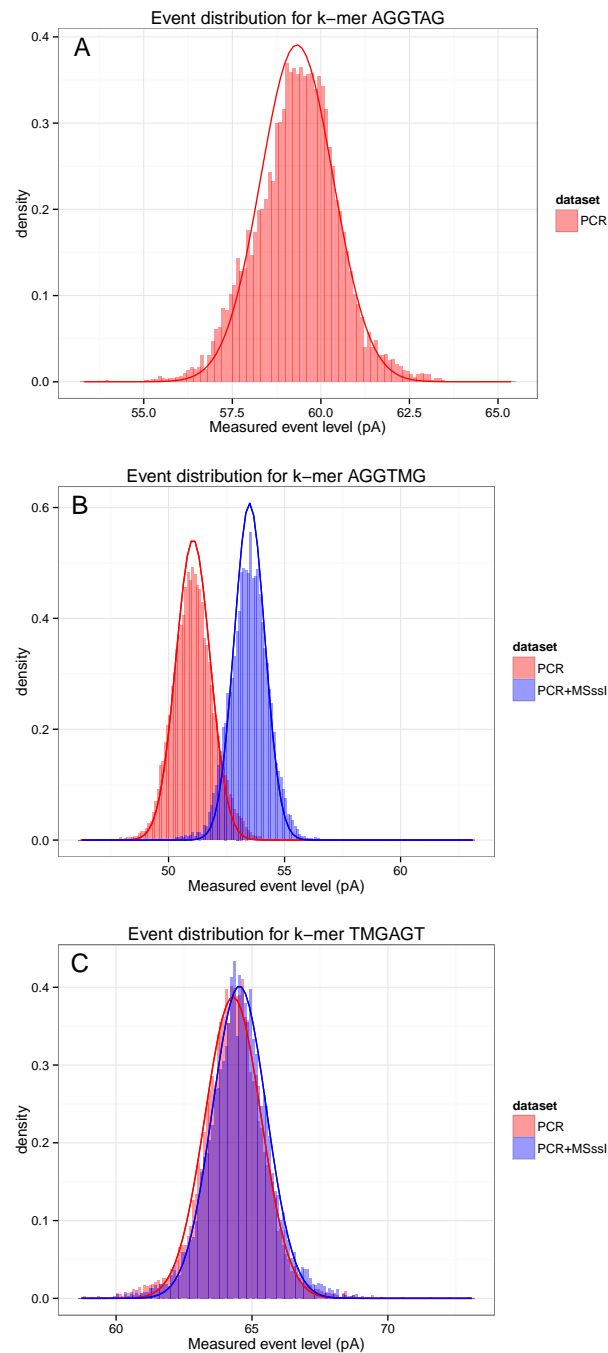 Event distribution for k−mer AGGTAG
A
0.4
0.3
0.2
0.1
0.0
density
55.0 57.5 60.0 62.5 65.0
Measured event level (pA)
dataset
PCR
Event distribution for k−mer AGGTMG
B
0.6
0.4
0.2
0.0
density
50 55 60
Measured event level (pA)
dataset
PCR
PCR+MSssI
Event distribution for k−mer TMGAGT
C
0.4
0.3
0.2
0.1
0.0
density
60 65 70
Measured event level (pA)
dataset
PCR
PCR+MSssI